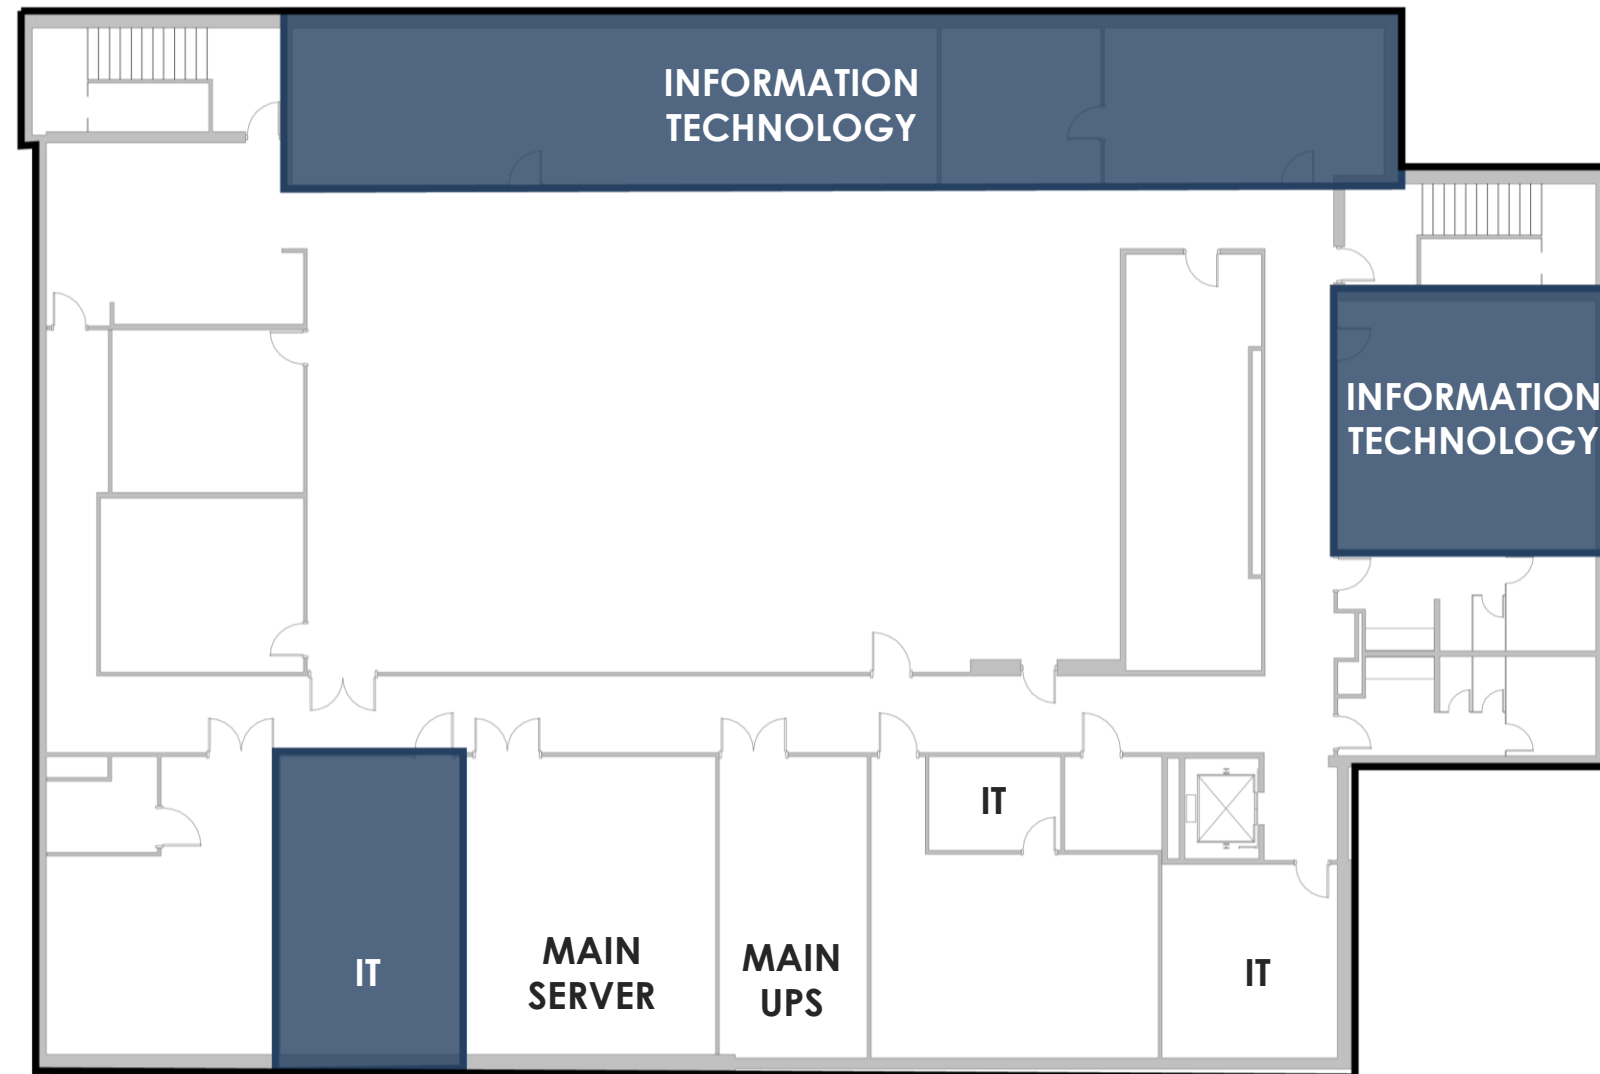 INFORMATION
TECHNOLOGY
INFORMATION
TECHNOLOGY
IT
IT
MAIN
SERVER
MAIN
UPS
IT